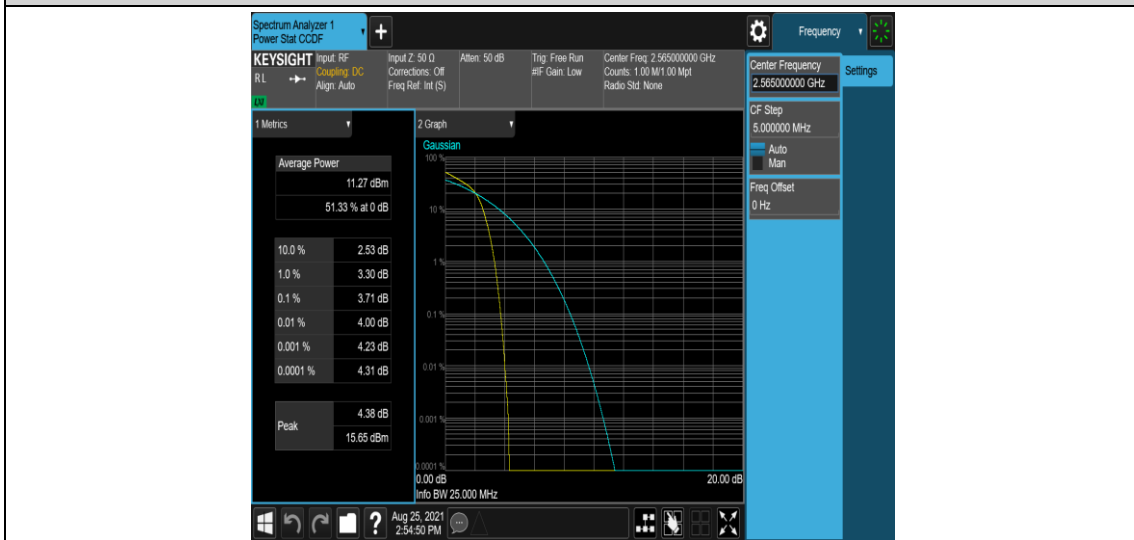 Spectrum Analyzer 1
Power Stat CCDF
+
Frequency
KEYSIGHT
RL
LXI
Input: RF
Coupling: DC
Align: Auto
Input Z: 50 Ω
Corrections: Off
Freq Ref: Int (S)
Atten: 50 dB
Trig: Free Run
#IF Gain: Low
Center Freq: 2.565000000 GHz
Counts: 1.00 M/1.00 Mpt
Radio Std: None
Center Frequency
2.565000000 GHz
Settings
CF Step
5.000000 MHz
Auto
Man
Freq Offset
0 Hz
1 Metrics
Average Power
11.27 dBm
51.33 % at 0 dB
10.0 % 2.53 dB
1.0 % 3.30 dB
0.1 % 3.71 dB
0.01 % 4.00 dB
0.001 % 4.23 dB
0.0001 % 4.31 dB
Peak
4.38 dB
15.65 dBm
2 Graph
Gaussian
100 %
10 %
1 %
0.1 %
0.01 %
0.001 %
0.0001 %
0.00 dB 20.00 dB
Info BW 25.000 MHz
?
Aug 25, 2021
2:54:50 PM